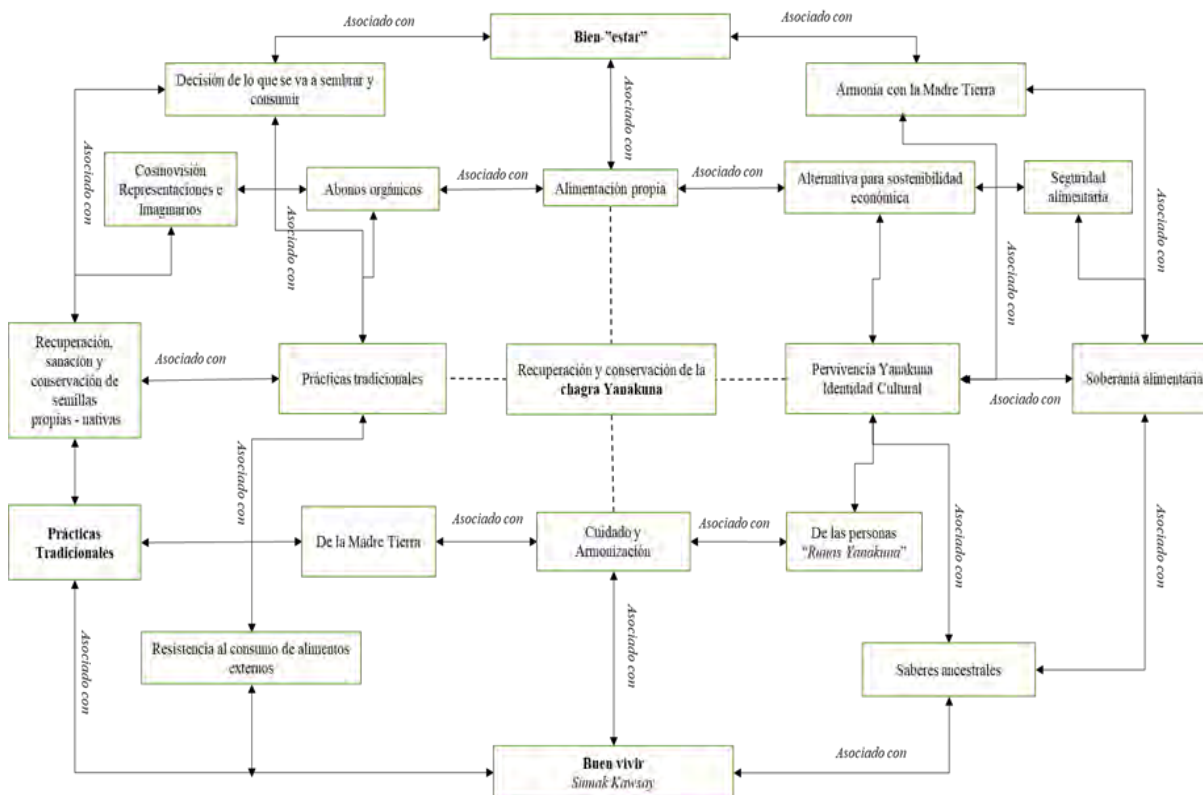 Asociado con
Asociado con
Bien-”estar”
Decisión de lo que se va a sembrar y
consumir
Asociado con
Armonía con la Madre Tierra
Asociado con
Cosmovisión
Representaciones e
Imaginarios
Abonos orgánicos
Asociado con
Alimentación propia
Asociado con
Alternativa para sostenibilidad
económica
Seguridad
alimentaria
Asociado con
Asociado con
Asociado con
Recuperación,
sanación y
conservación de
semillas
propias - nativas
Asociado con
Prácticas tradicionales
Recuperación y conservación de la
chagra Yanakuna
Pervivencia Yanakuna
Identidad Cultural
Asociado con
Soberanía alimentaria
Asociado con
Prácticas
Tradicionales
De la Madre Tierra
Asociado con
Cuidado y
Armonización
Asociado con
De las personas
“Runas Yanakuna”
Asociado con
Asociado con
Asociado con
Resistencia al consumo de alimentos
externos
Saberes ancestrales
Buen vivir
Sumak Kawsay
Asociado con